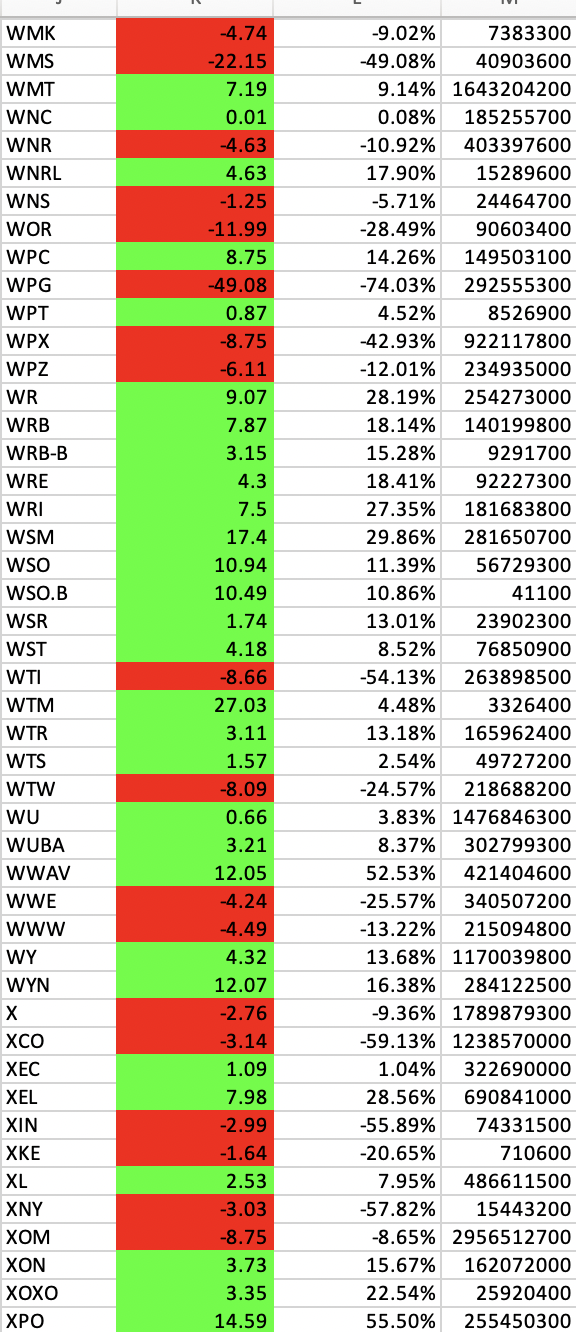 WMK -4.74 -9.02% 7383300
WMS -22.15 -49.08% 40903600
WMT 7.19 9.14% 1643204200
WNC 0.01 0.08% 185255700
WNR -4.63 -10.92% 403397600
WNRL 4.63 17.90% 15289600
WNS -1.25 -5.71% 24464700
WOR -11.99 -28.49% 90603400
WPC 8.75 14.26% 149503100
WPG -49.08 -74.03% 292555300
WPT 0.87 4.52% 8526900
WPX -8.75 -42.93% 922117800
WPZ -6.11 -12.01% 234935000
WR 9.07 28.19% 254273000
WRB 7.87 18.14% 140199800
WRB-B 3.15 15.28% 9291700
WRE 4.3 18.41% 92227300
WRI 7.5 27.35% 181683800
WSM 17.4 29.86% 281650700
WSO 10.94 11.39% 56729300
WSO.B 10.49 10.86% 41100
WSR 1.74 13.01% 23902300
WST 4.18 8.52% 76850900
WTI -8.66 -54.13% 263898500
WTM 27.03 4.48% 3326400
WTR 3.11 13.18% 165962400
WTS 1.57 2.54% 49727200
WTW -8.09 -24.57% 218688200
WU 0.66 3.83% 1476846300
WUBA 3.21 8.37% 302799300
WWAV 12.05 52.53% 421404600
WWE -4.24 -25.57% 340507200
WWW -4.49 -13.22% 215094800
WY 4.32 13.68% 1170039800
WYN 12.07 16.38% 284122500
X -2.76 -9.36% 1789879300
XCO -3.14 -59.13% 1238570000
XEC 1.09 1.04% 322690000
XEL 7.98 28.56% 690841000
XIN -2.99 -55.89% 74331500
XKE -1.64 -20.65% 710600
XL 2.53 7.95% 486611500
XNY -3.03 -57.82% 15443200
XOM -8.75 -8.65% 2956512700
XON 3.73 15.67% 162072000
XOXO 3.35 22.54% 25920400
XPO 14.59 55.50% 255450300